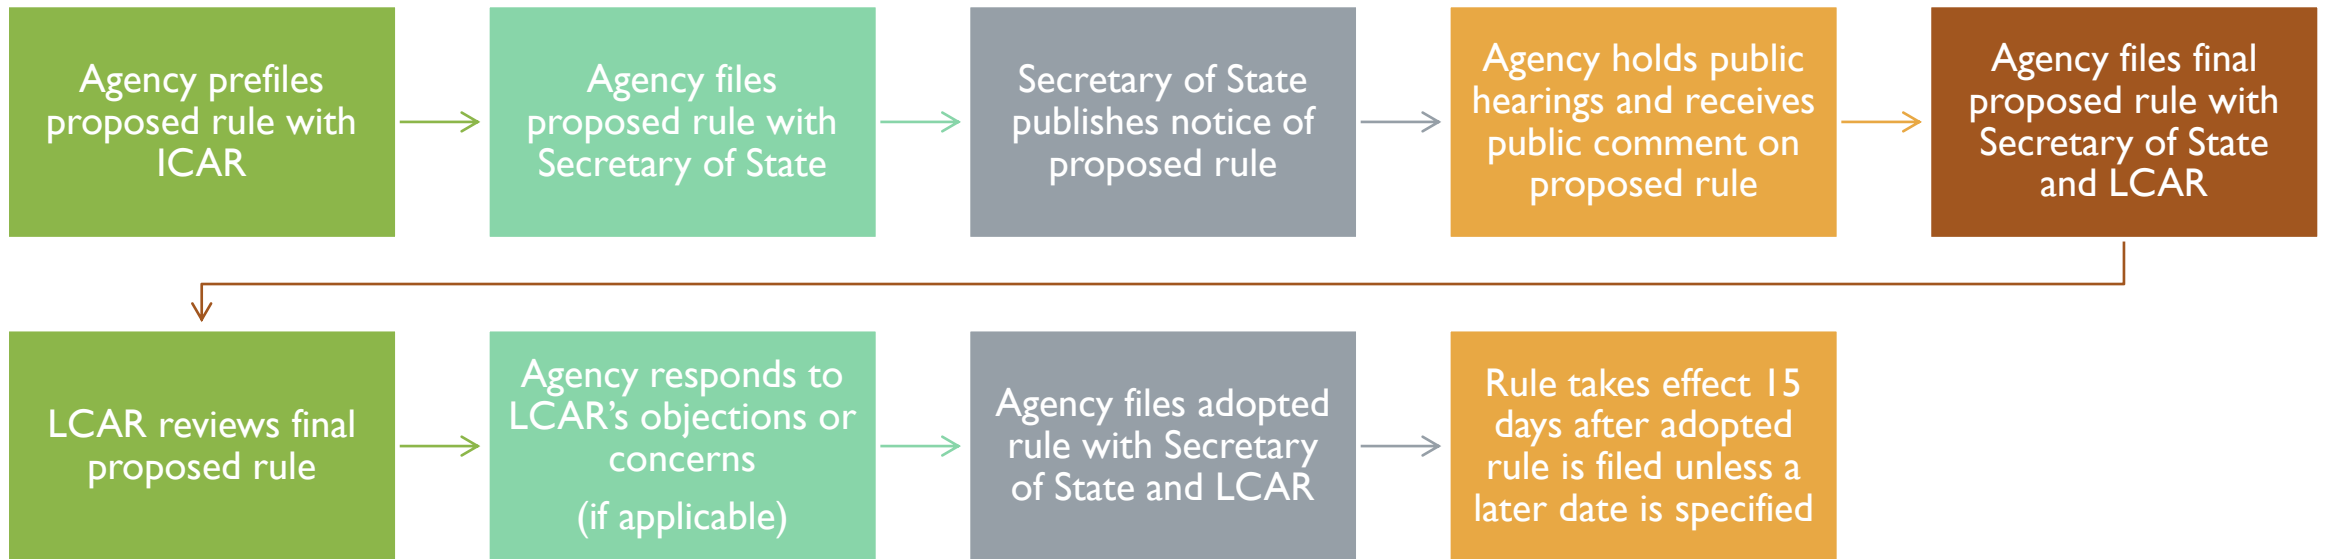 Agency prefiles
proposed rule with
ICAR
Agency files
proposed rule with
Secretary of State
Secretary of State
publishes notice of
proposed rule
Agency holds public
hearings and receives
public comment on
proposed rule
Agency files final
proposed rule with
Secretary of State
and LCAR
LCAR reviews final
proposed rule
Agency responds to
LCAR’s objections or
concerns
(if applicable)
Agency files adopted
rule with Secretary
of State and LCAR
Rule takes effect 15
days after adopted
rule is filed unless a
later date is specified